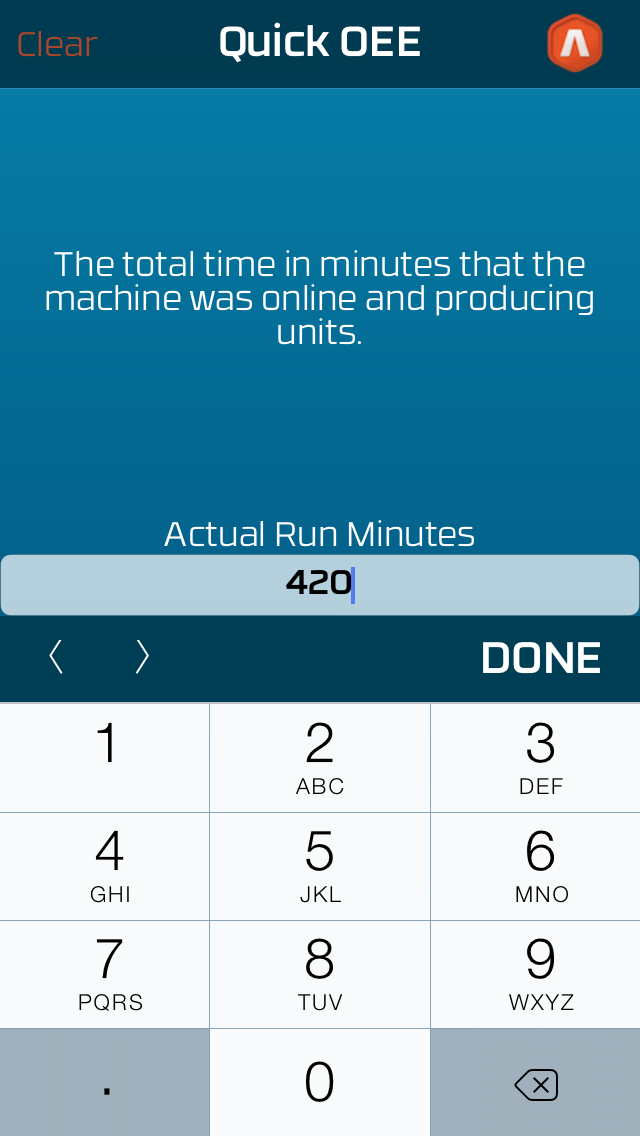 Clear
Quick OEE
The total time in minutes that the
machine was online and producing
units.
Actual Run Minutes
420
DONE
1
2
3
ABC
DEF
4
5
6
GHI
JKL
MNO
7
8
9
PQRS
TUV
WXYZ
.
0